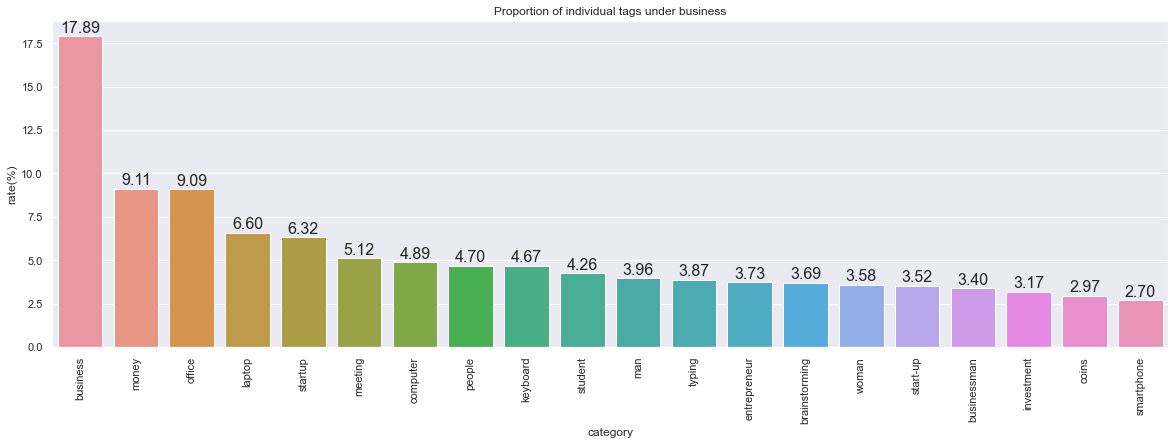 Proportion of individual tags under business
17.89
9.11
9.09
6.60
6.32
5.12
4.89
4.70
4.67
4.26
3.96
3.87
3.73
3.69
3.58
3.52
3.40
3.17
2.97
2.70
rate(%)
17.5
15.0
12.5
10.0
7.5
5.0
2.5
0.0
business
money
office
laptop
startup
meeting
computer
people
keyboard
student
man
typing
entrepreneur
brainstorming
woman
start-up
businessman
investment
coins
smartphone
category